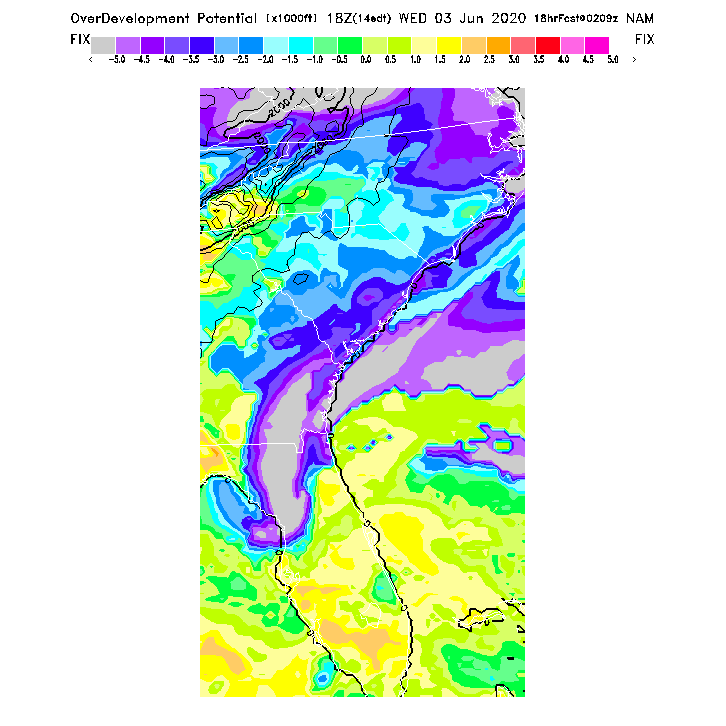 OverDevelopment Potential [x1000ft] 18Z(14edt) WED 03 Jun 2020 18hrFcst@0209z NAM
FIX FIX
< -5.0 -4.5 -4.0 -3.5 -3.0 -2.5 -2.0 -1.5 -1.0 -0.5 0.0 0.5 1.0 1.5 2.0 2.5 3.0 3.5 4.0 4.5 5.0 >
2000